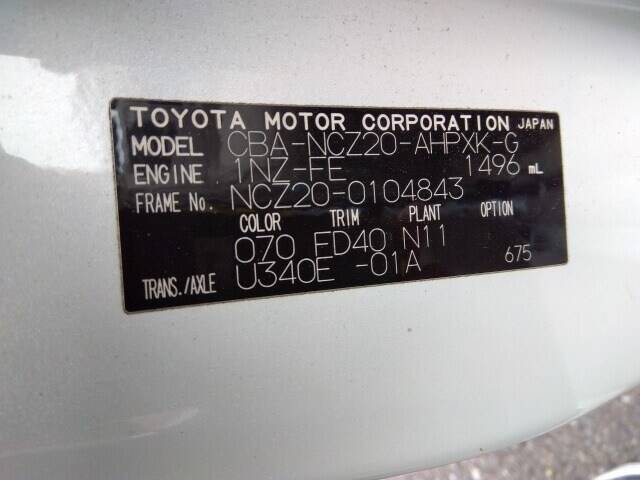 TOYOTA MOTOR CORPORATION JAPAN
MODEL CBA-NCZ20-AHPXK-G
ENGINE 1NZ-FE 1496 mL
FRAME No. NCZ20-0104843
COLOR TRIM PLANT OPTION
070 FD40 N11
TRANS./AXLE U340E -01A 675